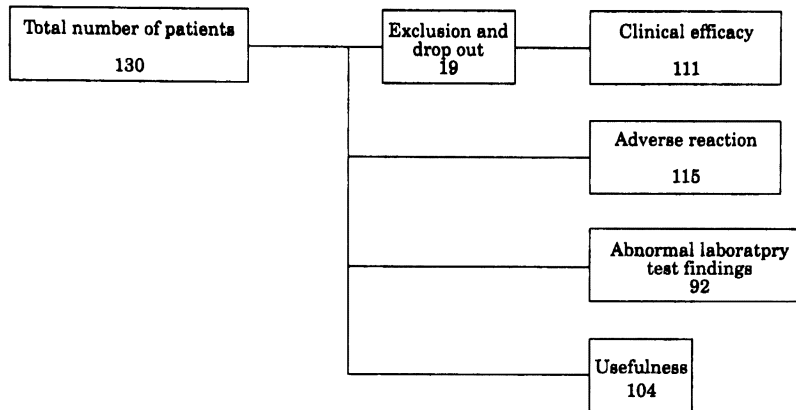 Total number of patients
130
Exclusion and
drop out
19
Clinical efficacy
111
Adverse reaction
115
Abnormal laboratpry
test findings
92
Usefulness
104